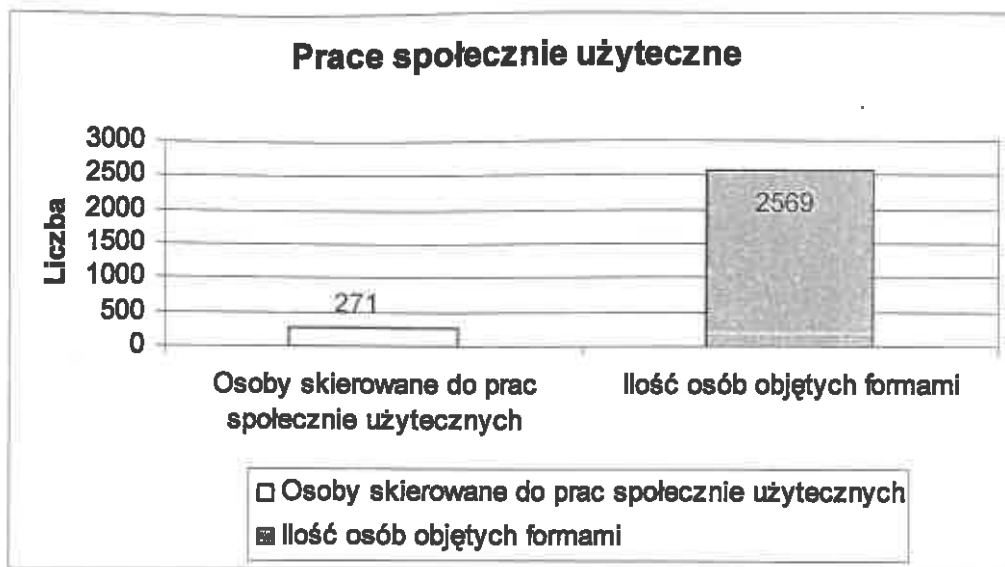 Prace społecznie użyteczne
3000
2500
2000
1500
1000
500
0
Liczba
271
2569
Osoby skierowane do prac
społecznie użytecznych
Ilość osób objętych formami
Osoby skierowane do prac społecznie użytecznych
Ilość osób objętych formami